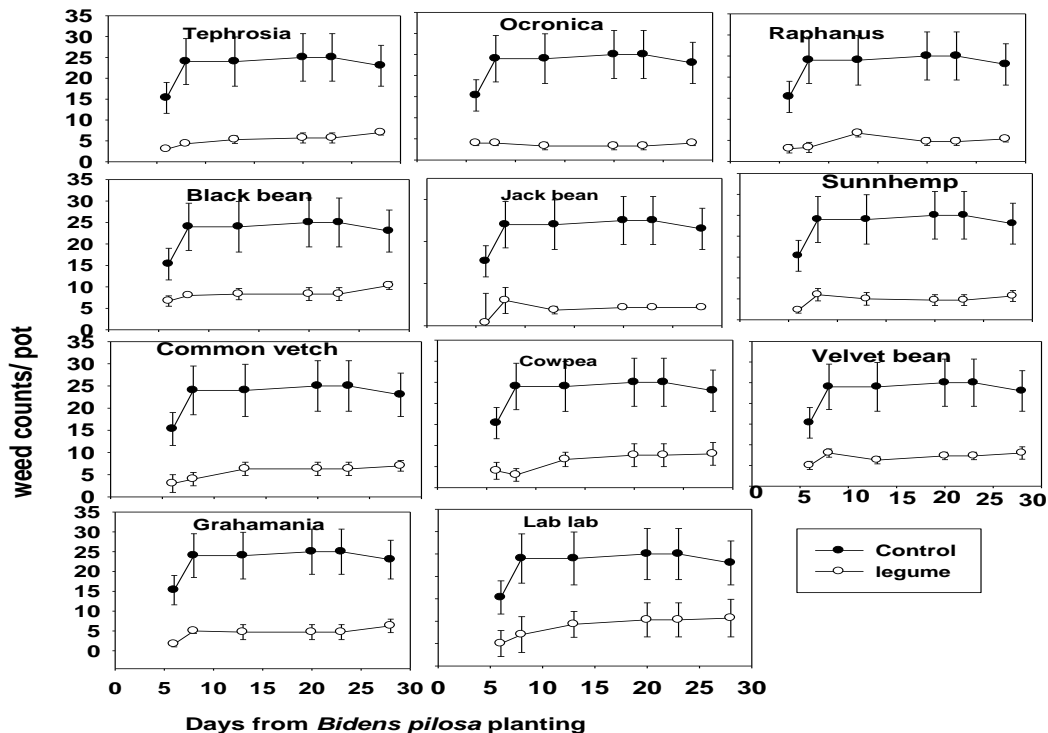 35
30
25
20
15
10
5
0
Tephrosia
Ocronica
Raphanus
35
30
25
20
15
10
5
0
Black bean
Jack bean
Sunnhemp
35
30
25
20
15
10
5
0
Common vetch
Cowpea
Velvet bean
0 5 10 15 20 25 30
35
30
25
20
15
10
5
0
Grahamania
Lab lab
Control
legume
0 5 10 15 20 25 30
0 5 10 15 20 25 30
weed counts/ pot
Days from Bidens pilosa planting